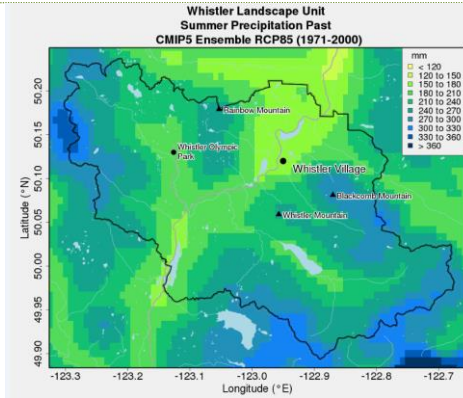 Whistler Landscape Unit
Summer Precipitation Past
CMIP5 Ensemble RCP85 (1971-2000)
mm
< 120
120 to 150
150 to 180
180 to 210
210 to 240
240 to 270
270 to 300
300 to 330
330 to 360
> 360
Rainbow Mountain
Whistler Olympic
Park
Whistler Village
Blackcomb Mountain
Whistler Mountain
Latitude (°N)
50.20
50.15
50.10
50.05
50.00
49.95
49.90
-123.3
-123.2
-123.1
-123.0
-122.9
-122.8
-122.7
Longitude (°E)